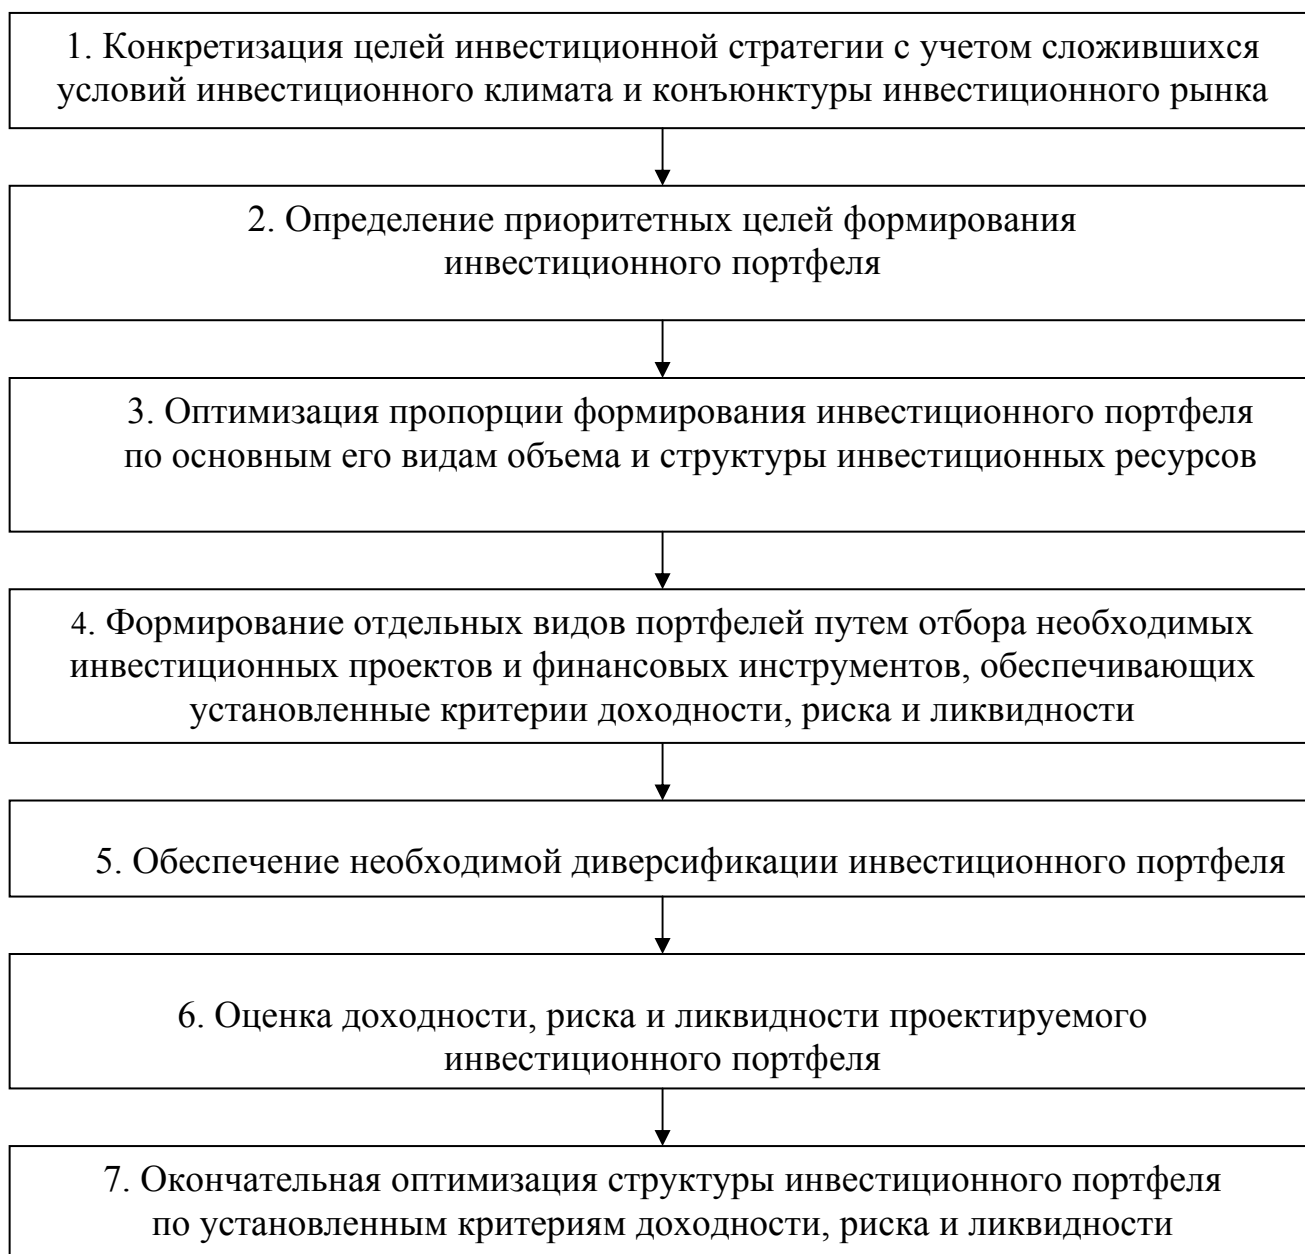 1. Конкретизация целей инвестиционной стратегии с учетом сложившихся
условий инвестиционного климата и конъюнктуры инвестиционного рынка
2. Определение приоритетных целей формирования
инвестиционного портфеля
3. Оптимизация пропорции формирования инвестиционного портфеля
по основным его видам объема и структуры инвестиционных ресурсов
4. Формирование отдельных видов портфелей путем отбора необходимых
инвестиционных проектов и финансовых инструментов, обеспечивающих
установленные критерии доходности, риска и ликвидности
5. Обеспечение необходимой диверсификации инвестиционного портфеля
6. Оценка доходности, риска и ликвидности проектируемого
инвестиционного портфеля
7. Окончательная оптимизация структуры инвестиционного портфеля
по установленным критериям доходности, риска и ликвидности